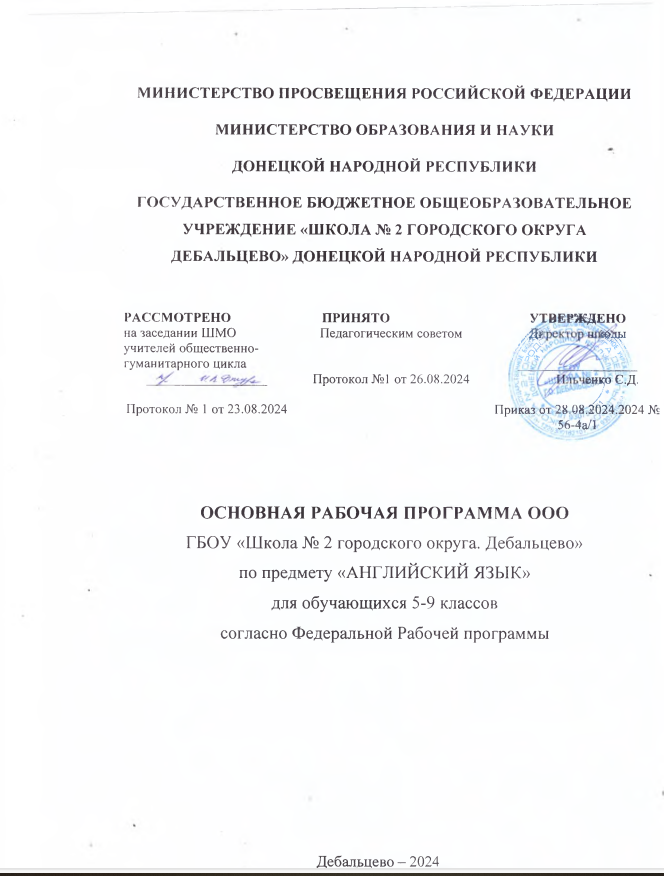 МИНИСТЕРСТВО ПРОСВЕЩЕНИЯ РОССИЙСКОЙ ФЕДЕРАЦИИ
МИНИСТЕРСТВО ОБРАЗОВАНИЯ И НАУКИ
ДОНЕЦКОЙ НАРОДНОЙ РЕСПУБЛИКИ
ГОСУДАРСТВЕННОЕ БЮДЖЕТНОЕ ОБЩЕОБРАЗОВАТЕЛЬНОЕ
УЧРЕЖДЕНИЕ «ШКОЛА № 2 ГОРОДСКОГО ОКРУГА
ДЕБАЛЬЦЕВО» ДОНЕЦКОЙ НАРОДНОЙ РЕСПУБЛИКИ
РАССМОТРЕНО
на заседании ШМО
учителей общественно-
гуманитарного цикла
Протокол № 1 от 23.08.2024
ПРИНЯТО
Педагогическим советом
Протокол №1 от 26.08.2024
УТВЕРЖДЕНО
Директор школы
Ильченко С.Д.
Приказ от 28.08.2024.2024 №
56-4а/1
ОСНОВНАЯ РАБОЧАЯ ПРОГРАММА ООО
ГБОУ «Школа № 2 городского округа. Дебальцево»
по предмету «АНГЛИЙСКИЙ ЯЗЫК»
для обучающихся 5-9 классов
согласно Федеральной Рабочей программы
Дебальцево – 2024